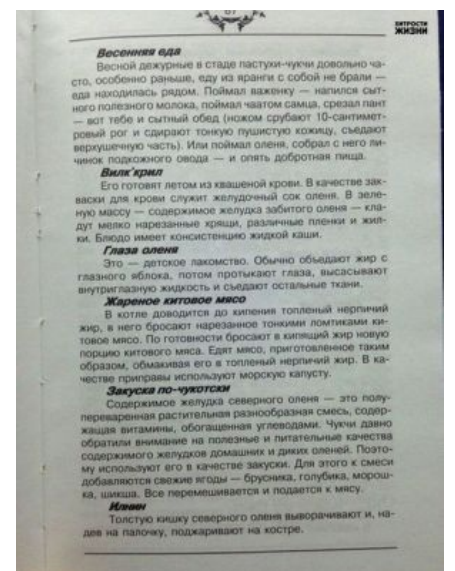 67
ХИТРОСТИ
ЖИЗНИ
Весенняя еда
Весной дежурные в стаде пастухи-чукчи довольно ча-
сто, особенно раньше, еду из яранги с собой не брали —
еда находилась рядом. Поймал важенку — напился сыт-
ного полезного молока, поймал чаатом самца, срезал пант
— вот тебе и сытный обед (ножом срубают 10-сантимет-
ровый рог и сдирают тонкую пушистую кожицу, съедают
верхушечную часть). Или поймал оленя, собрал с него ли-
чинок подкожного овода — и опять добротная пища.
Вилк'крил
Его готовят летом из квашеной крови. В качестве зак-
васки для крови служит желудочный сок оленя. В зеле-
ную массу — содержимое желудка забитого оленя — кла-
дут мелко нарезанные хрящи, различные пленки и жил-
ки. Блюдо имеет консистенцию жидкой каши.
Глаза оленя
Это — детское лакомство. Обычно объедают жир с
глазного яблока, потом протыкают глаза, высасывают
внутриглазную жидкость и съедают остальные ткани.
Жареное китовое мясо
В котле доводится до кипения топленый нерпичий
жир, в него бросают нарезанное тонкими ломтиками ки-
товое мясо. По готовности бросают в кипящий жир новую
порцию китового мяса. Едят мясо, приготовленное таким
образом, обмакивая его в топленый нерпичий жир. В ка-
честве приправы используют морскую капусту.
Закуска по-чукотски
Содержимое желудка северного оленя — это полу-
переваренная растительная разнообразная смесь, содер-
жащая витамины, обогащенная углеводами. Чукчи давно
обратили внимание на полезные и питательные качества
содержимого желудков домашних и диких оленей. Поэто-
му используют его в качестве закуски. Для этого к смеси
добавляются свежие ягоды — брусника, голубика, морош-
ка, шикша. Все перемешивается и подается к мясу.
Илнин
Толстую кишку северного оленя выворачивают и, на-
дев на палочку, поджаривают на костре.